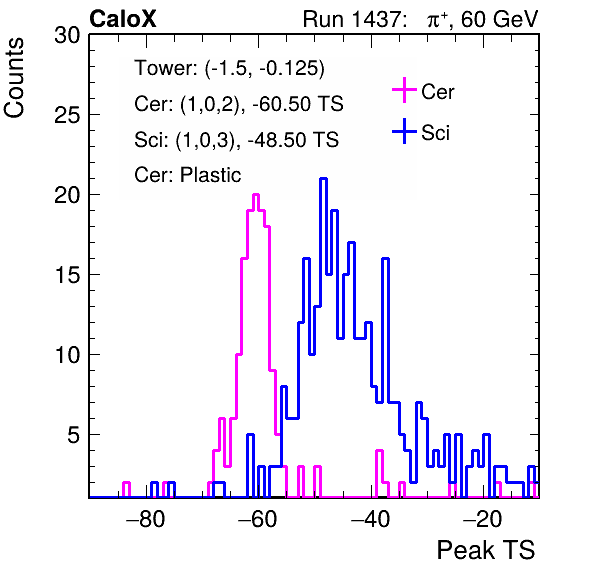 CaloX Run 1437: π+, 60 GeV
Counts
30
25
20
15
10
5
Tower: (-1.5, -0.125)
Cer: (1,0,2), -60.50 TS
Sci: (1,0,3), -48.50 TS
Cer: Plastic
Cer
Sci
−80 −60 −40 −20
Peak TS